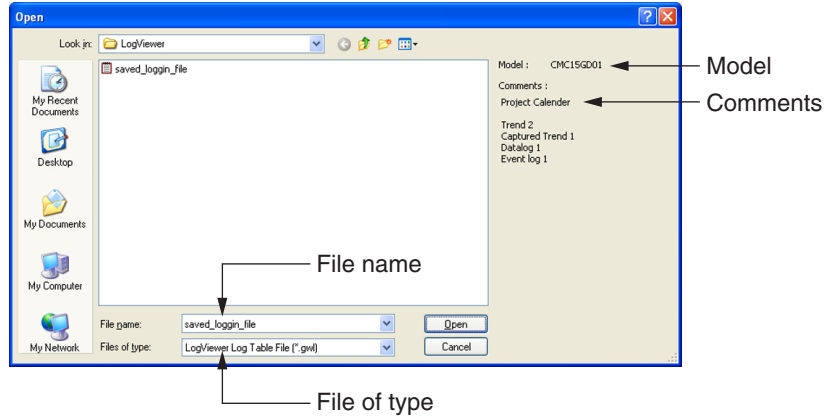 Open
Look in:
LogViewer
saved_loggin_file
My Recent
Documents
Desktop
My Documents
My Computer
My Network
Model : CMC15GD01
Comments :
Project Calender
Trend 2
Captured Trend 1
Datalog 1
Event log 1
Model
Comments
File name
File name:
saved_loggin_file
Open
Files of type:
LogViewer Log Table File (*.gwl)
Cancel
File of type